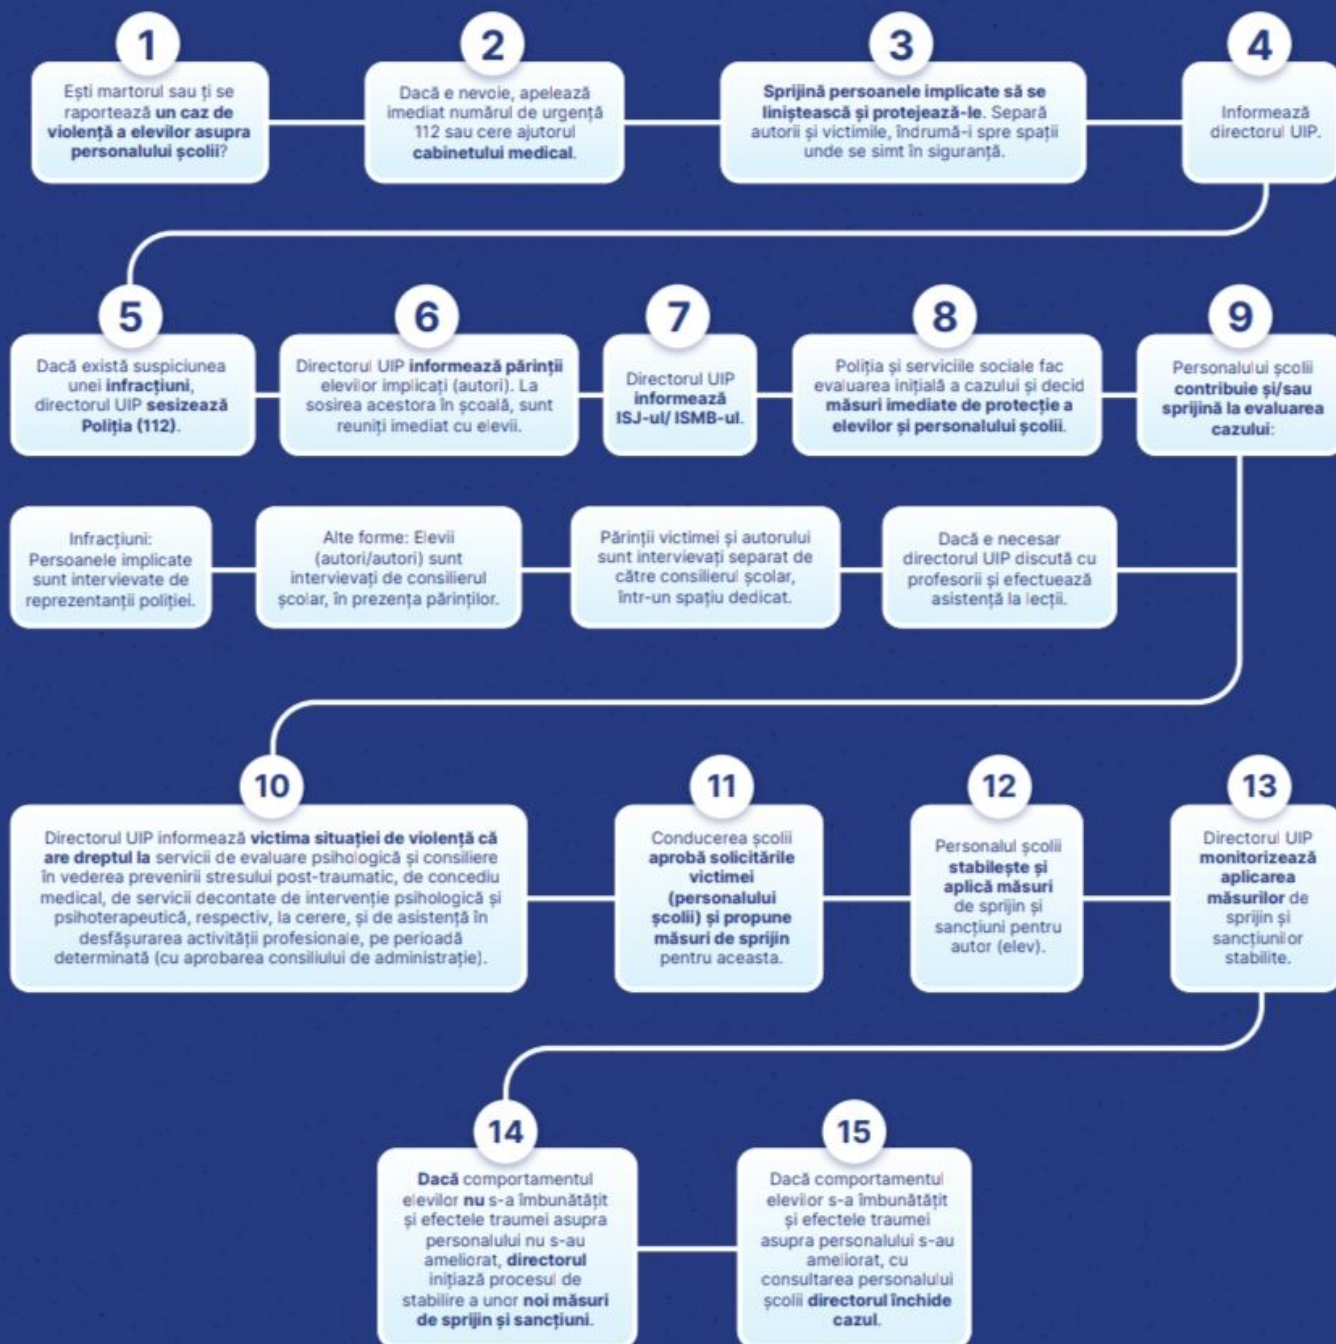 1
Ești martorul sau ți se
raportează un caz de
violență a elevilor asupra
personalului școlii?
2
Dacă e nevoie, apelează
imediat numărul de urgență
112 sau cere ajutorul
cabinetului medical.
3
Sprijină persoanele implicate să se
liniștească și protejează-le. Separă
autorii și victimile, îndrumă-i spre spații
unde se simt în siguranță.
4
Informează
directorul UIP.
5
Dacă există suspiciunea
unei infracțiuni,
directorul UIP sesizează
Poliția (112).
6
Directorul UIP informează părinții
elevilor implicați (autori). La
sosirea acestora în școală, sunt
reuniți imediat cu elevii.
7
Directorul UIP
informează
ISJ-ul/ ISMB-ul.
8
Poliția și serviciile sociale fac
evaluarea inițială a cazului și decid
măsuri imediate de protecție a
elevilor și personalului școlii.
9
Personalului școlii
contribuie și/sau
sprijină la evaluarea
cazului:
Infracțiuni:
Persoanele implicate
sunt intervievate de
reprezentanții poliției.
Alte forme: Elevii
(autori/autori) sunt
intervievați de consilierul
școlar, în prezența părinților.
Părinții victimei și autorului
sunt intervievați separat de
către consilierul școlar,
într-un spațiu dedicat.
Dacă e necesar
directorul UIP discută cu
profesorii și efectuează
asistență la lecții.
10
Directorul UIP informează victima situației de violență că
are dreptul la servicii de evaluare psihologică și consiliere
în vederea prevenirii stresului post-traumatic, de concediu
medical, de servicii decontate de intervenție psihologică și
psihoterapeutică, respectiv, la cerere, și de asistență în
desfășurarea activității profesionale, pe perioadă
determinată (cu aprobarea consiliului de administrație).
11
Conducerea școlii
aprobă solicitările
victimei
(personalului
școlii) și propune
măsuri de sprijin
pentru aceasta.
12
Personalul școlii
stabilește și
aplică măsuri
de sprijin și
sancțiuni pentru
autor (elev).
13
Directorul UIP
monitorizează
aplicarea
măsurilor de
sprijin și
sancțiunilor
stabilite.
14
Dacă comportamentul
elevilor nu s-a îmbunătățit
și efectele traumei asupra
personalului nu s-au
ameliorat, directorul
inițiază procesul de
stabilire a unor noi măsuri
de sprijin și sancțiuni.
15
Dacă comportamentul
elevilor s-a îmbunătățit
și efectele traumei
asupra personalului s-au
ameliorat, cu
consultarea personalului
școlii directorul închide
cazul.